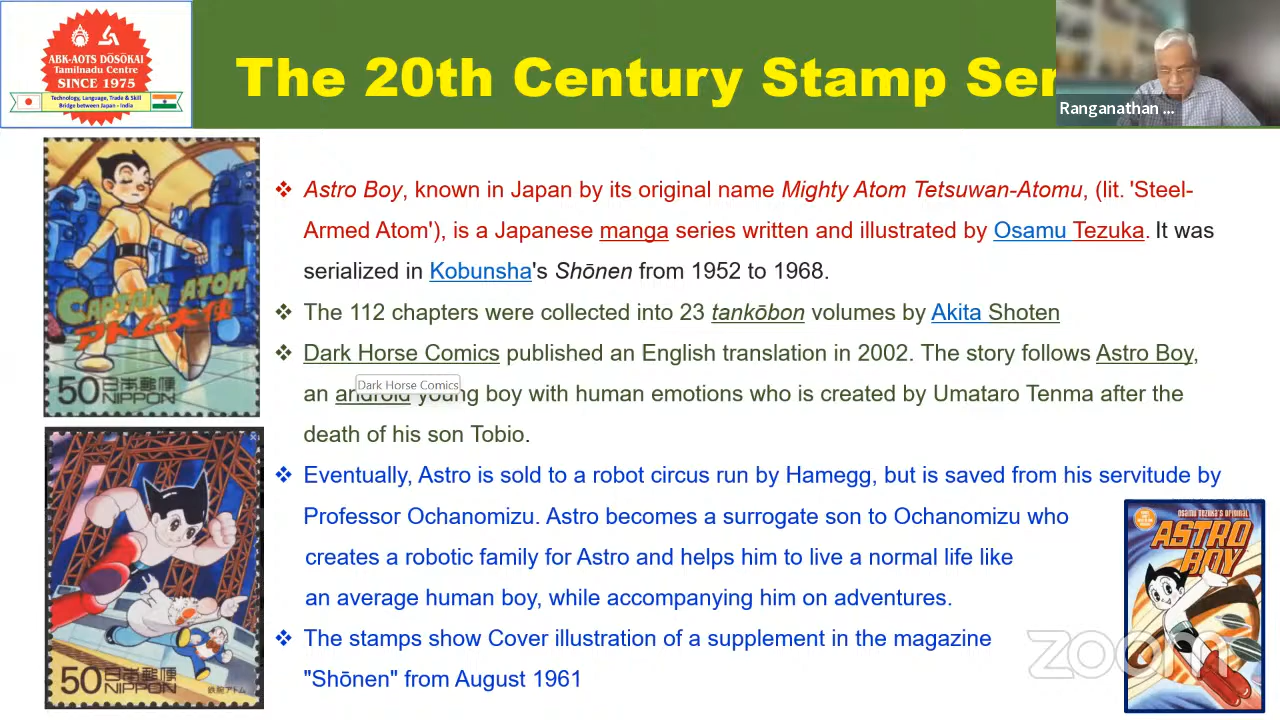 ABK-AOTS DŌSŌKAI
Tamilnadu Centre
SINCE 1975
Technology, Language, Trade & Skill
Bridge between Japan - India
The 20th Century Stamp Ser
Ranganathan ...
CAPTAIN ATOM
アトム大使
50 日本郵便
NIPPON
❖ Astro Boy, known in Japan by its original name Mighty Atom Tetsuwan-Atomu, (lit. 'Steel-
Armed Atom'), is a Japanese manga series written and illustrated by Osamu Tezuka. It was
serialized in Kobunsha's Shōnen from 1952 to 1968.
❖ The 112 chapters were collected into 23 tankōbon volumes by Akita Shoten
❖ Dark Horse Comics published an English translation in 2002. The story follows Astro Boy,
Dark Horse Comics
an android young boy with human emotions who is created by Umataro Tenma after the
death of his son Tobio.
❖ Eventually, Astro is sold to a robot circus run by Hamegg, but is saved from his servitude by
Professor Ochanomizu. Astro becomes a surrogate son to Ochanomizu who
creates a robotic family for Astro and helps him to live a normal life like
an average human boy, while accompanying him on adventures.
❖ The stamps show Cover illustration of a supplement in the magazine
"Shōnen" from August 1961
50 日本郵便
NIPPON
鉄腕アトム
OSAMU TEZUKA'S ORIGINAL
ASTRO
BOY
zoom